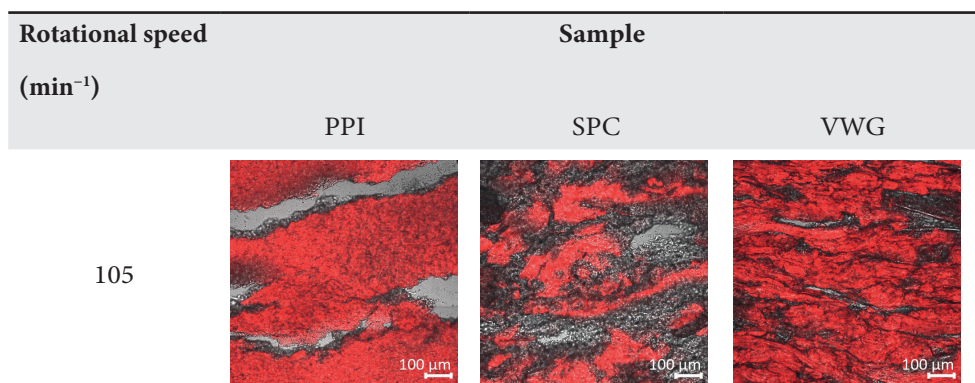 Rotational speed
(min⁻¹)
Sample
PPI SPC VWG
105
100 µm 100 µm 100 µm